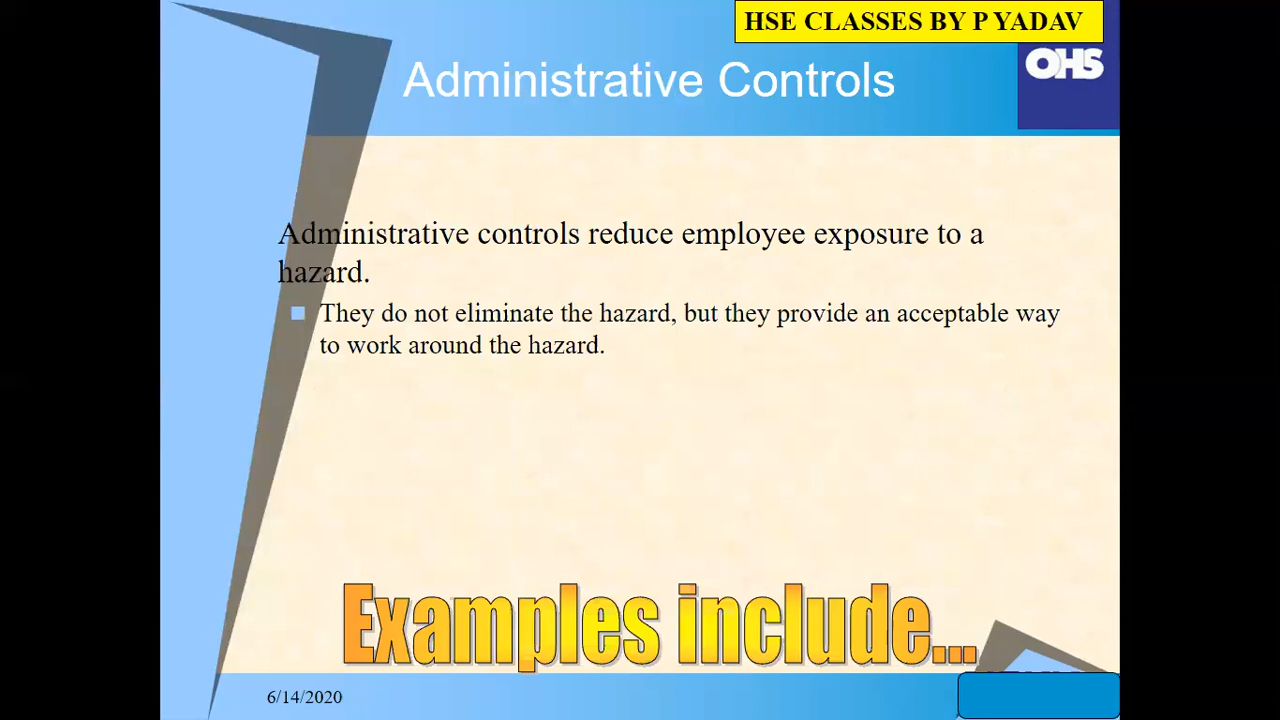 HSE CLASSES BY P YADAV
OHS
Administrative Controls
Administrative controls reduce employee exposure to a
hazard.
They do not eliminate the hazard, but they provide an acceptable way
to work around the hazard.
Examples include...
6/14/2020